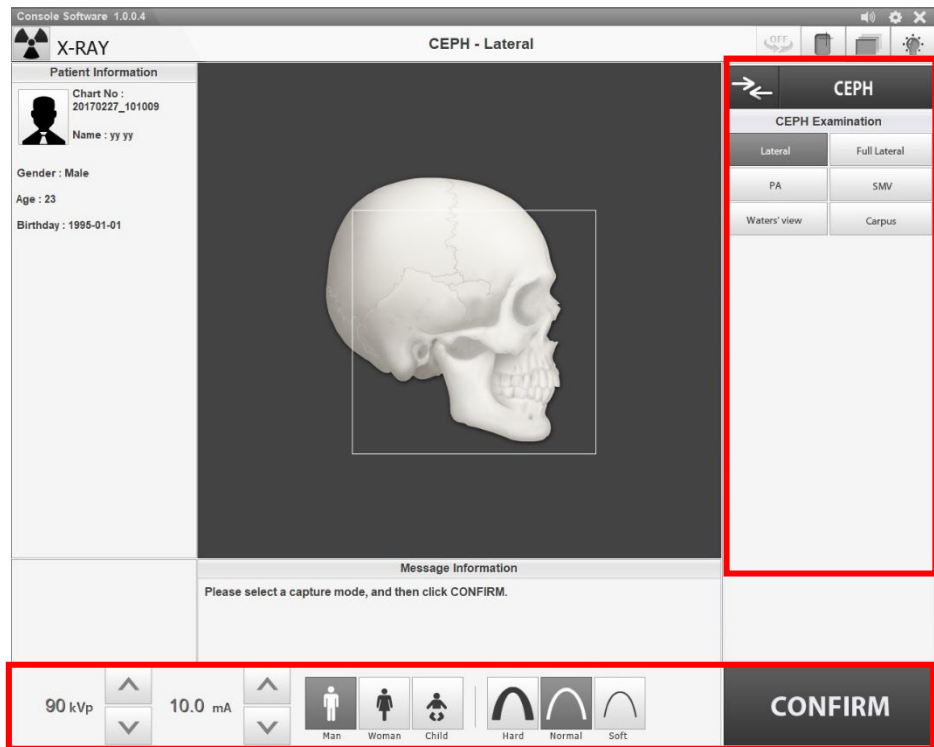 Console Software 1.0.0.4
X-RAY
CEPH - Lateral
OFF
Patient Information
Chart No :
20170227_101009
Name : yy yy
Gender : Male
Age : 23
Birthday : 1995-01-01
CEPH
CEPH Examination
Lateral
Full Lateral
PA
SMV
Waters' view
Carpus
Message Information
Please select a capture mode, and then click CONFIRM.
90 kVp
10.0 mA
Man
Woman
Child
Hard
Normal
Soft
CONFIRM